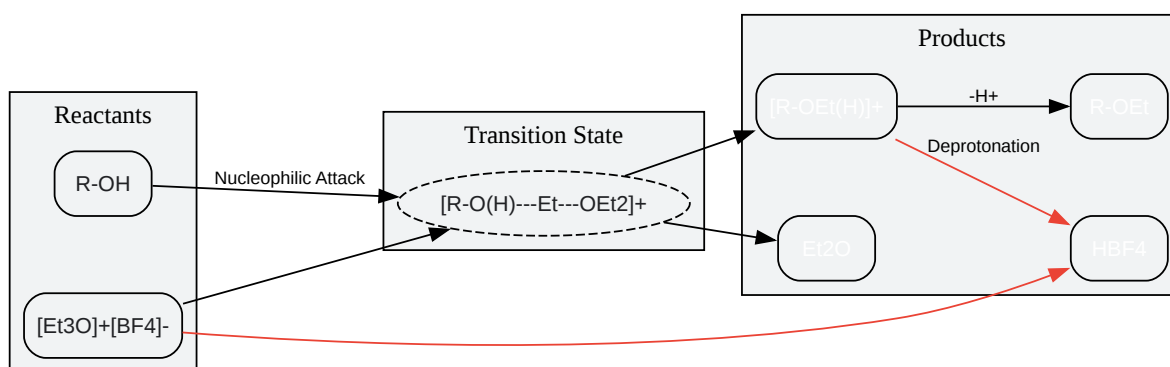 Reactants
R-OH
[Et3O]+[BF4]-
Nucleophilic Attack
Transition State
[R-O(H)---Et---OEt2]+
Products
[R-OEt(H)]+
-H+
R-OEt
Deprotonation
Et2O
HBF4